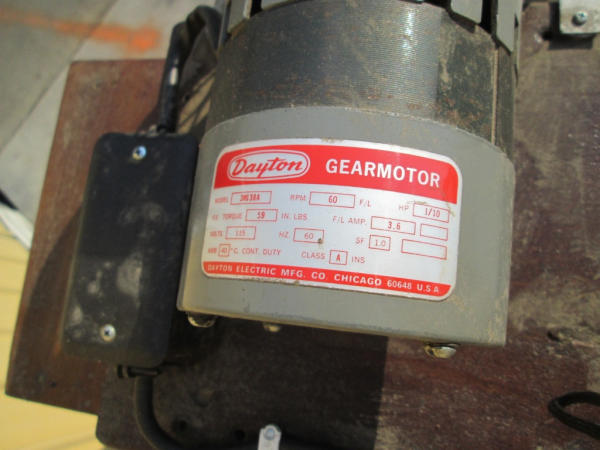 Dayton GEARMOTOR
MODEL RPM 60 F/L HP 1/10
TORQUE 59 IN. LBS. F/L AMP. 3.6
VOLTS 115 HZ. 60 SF 1.0
AMB 40 °C. CONT. DUTY CLASS A INS
DAYTON ELECTRIC MFG. CO. CHICAGO 60648 U.S.A